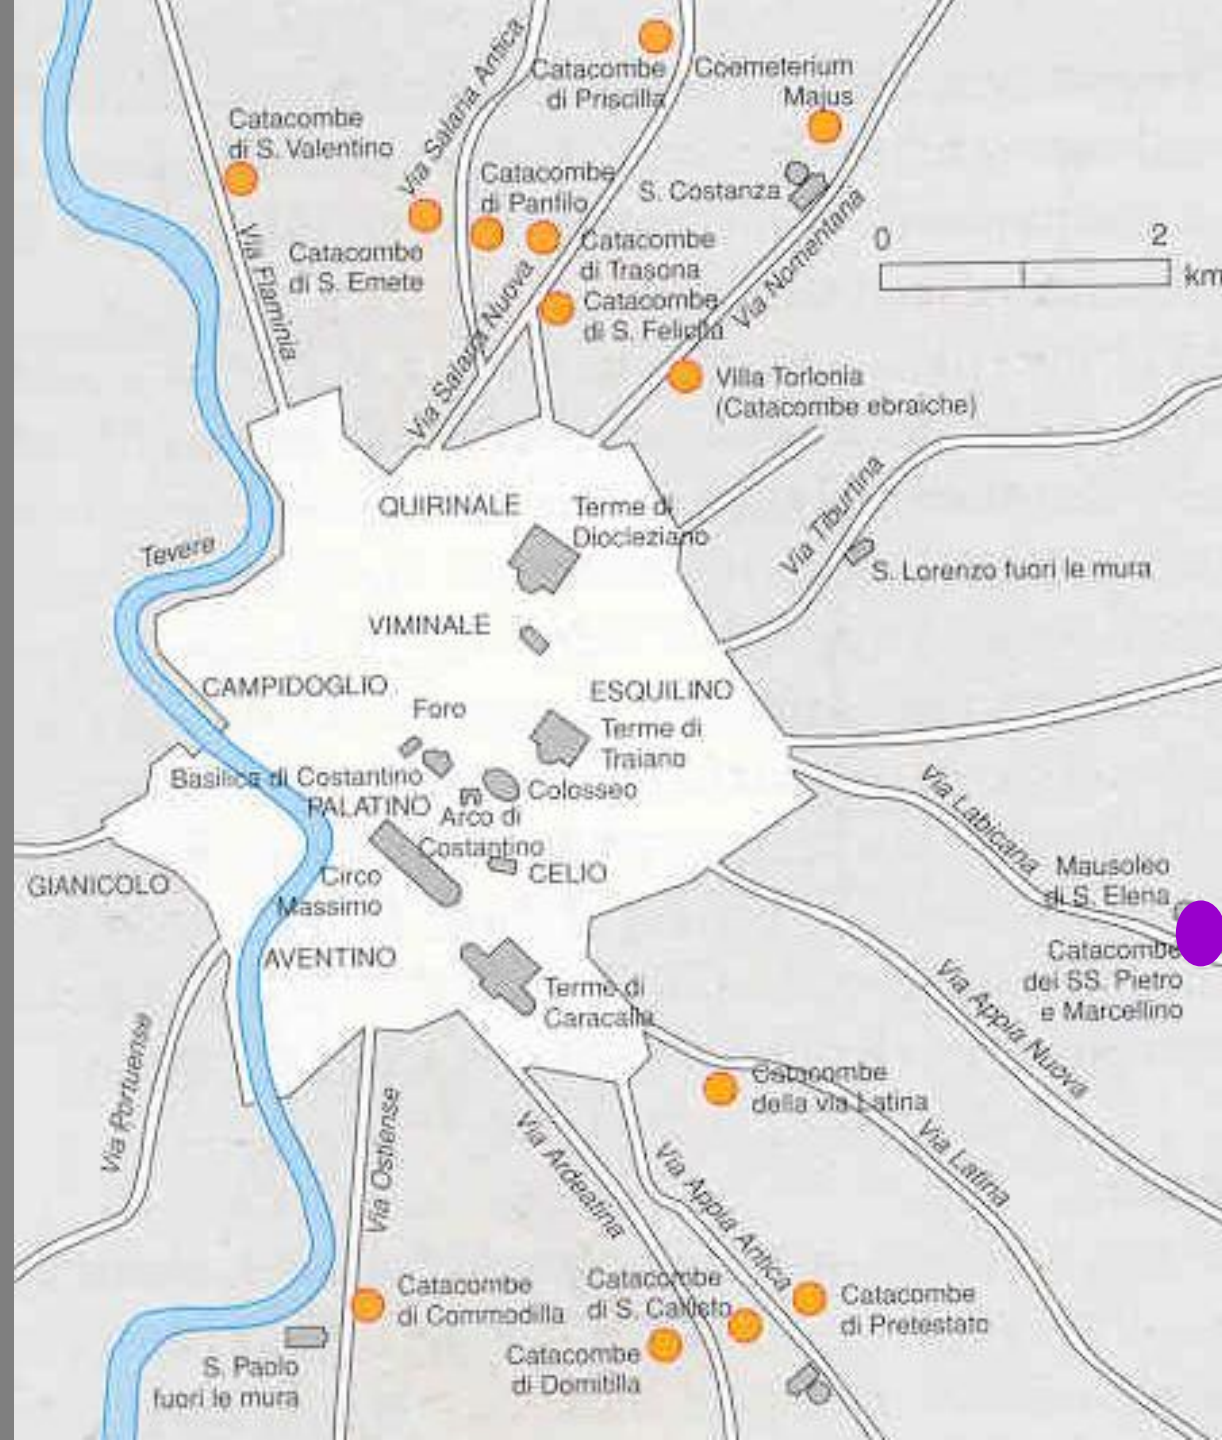 Via Salaria Antica
Catacombe
di Priscilla
Coemeterium
Majus
Catacombe
di S. Valentino
Catacombe
di Panfilo
S. Costanza
Via Flaminia
Catacombe
di S. Emete
Catacombe
di Trasona
Via Salaria Nuova
Catacombe
di S. Felicita
Via Nomentana
0 2
km
Villa Torlonia
(Catacombe ebraiche)
QUIRINALE
Terme di
Diocleziano
Via Tiburtina
Tevere
S. Lorenzo fuori le mura
VIMINALE
CAMPIDOGLIO
ESQUILINO
Foro
Terme di
Traiano
Basilica di Costantino
Colosseo
PALATINO
Arco di
Costantino
Via Labicana
CELIO
GIANICOLO
Circo
Massimo
Mausoleo
di S. Elena
AVENTINO
Catacombe
dei SS. Pietro
e Marcellino
Terme di
Caracalla
Via Appia Nuova
Via Portuense
Catacombe
della via Latina
Via Ostiense
Via Ardeatina
Via Latina
Via Appia Antica
Catacombe
di Commodilla
Catacombe
di S. Callisto
Catacombe
di Pretestato
Catacombe
di Domitilla
S. Paolo
fuori le mura